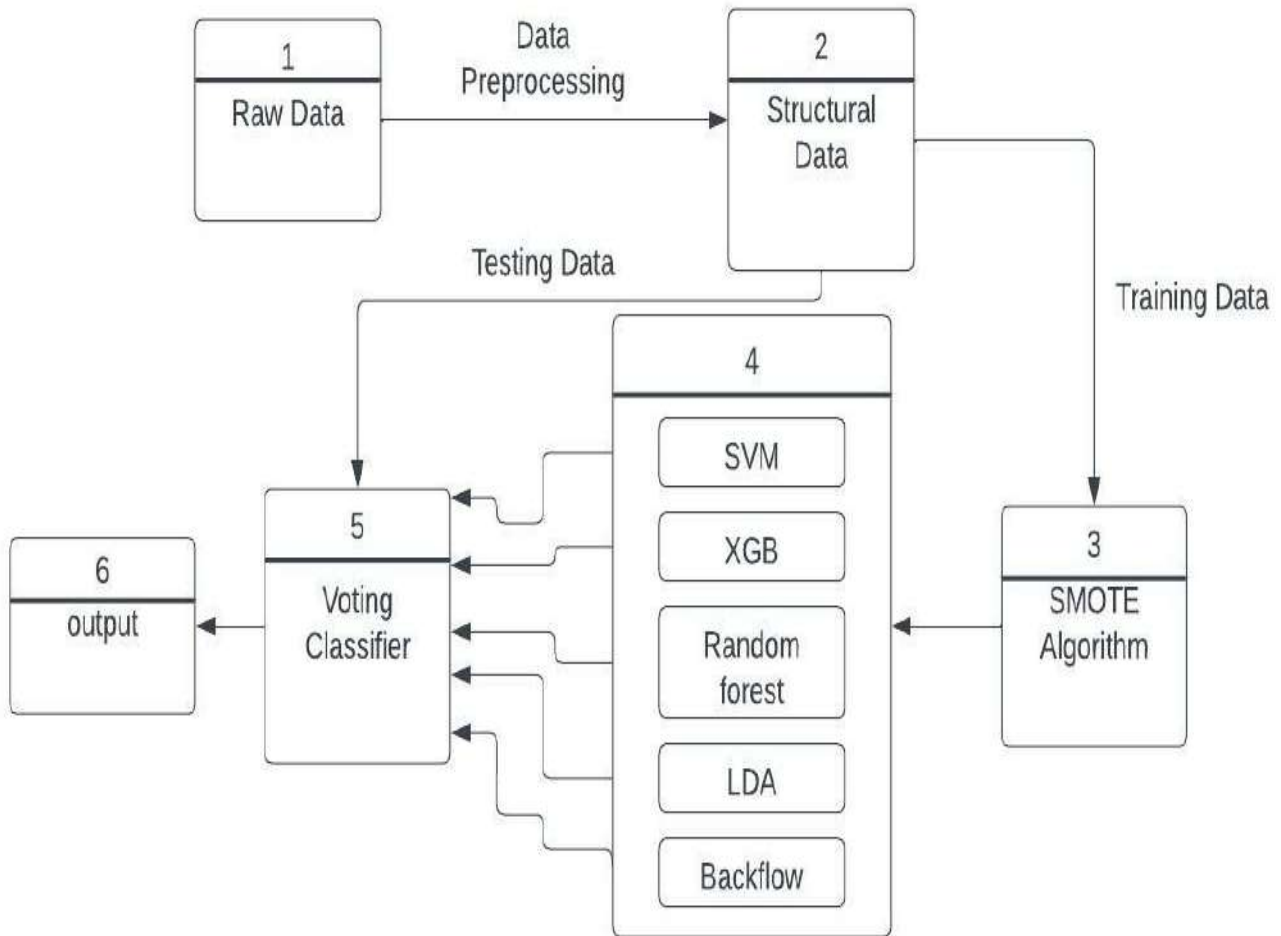 1
Raw Data
Data
Preprocessing
2
Structural
Data
Testing Data
Training Data
3
SMOTE
Algorithm
4
SVM
XGB
Random
forest
LDA
Backflow
5
Voting
Classifier
6
output